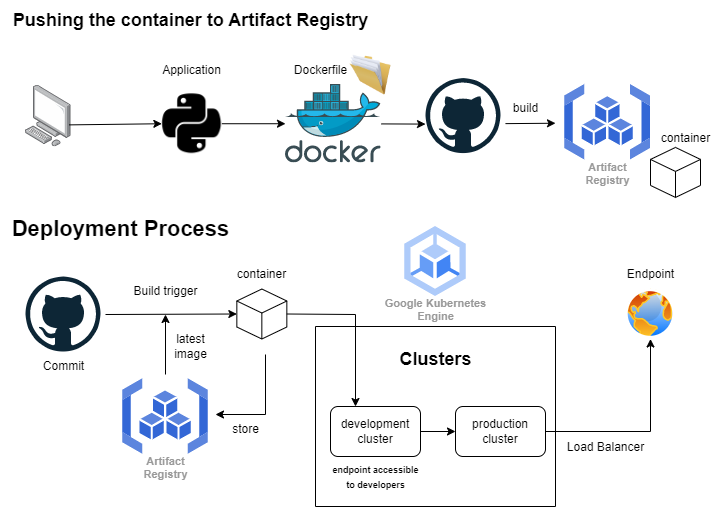 Pushing the container to Artifact Registry
Application
Dockerfile
docker
build
Artifact
Registry
container
Deployment Process
Google Kubernetes
Engine
Commit
Build trigger
container
latest
image
Artifact
Registry
store
Clusters
development
cluster
production
cluster
endpoint accessible
to developers
Load Balancer
Endpoint